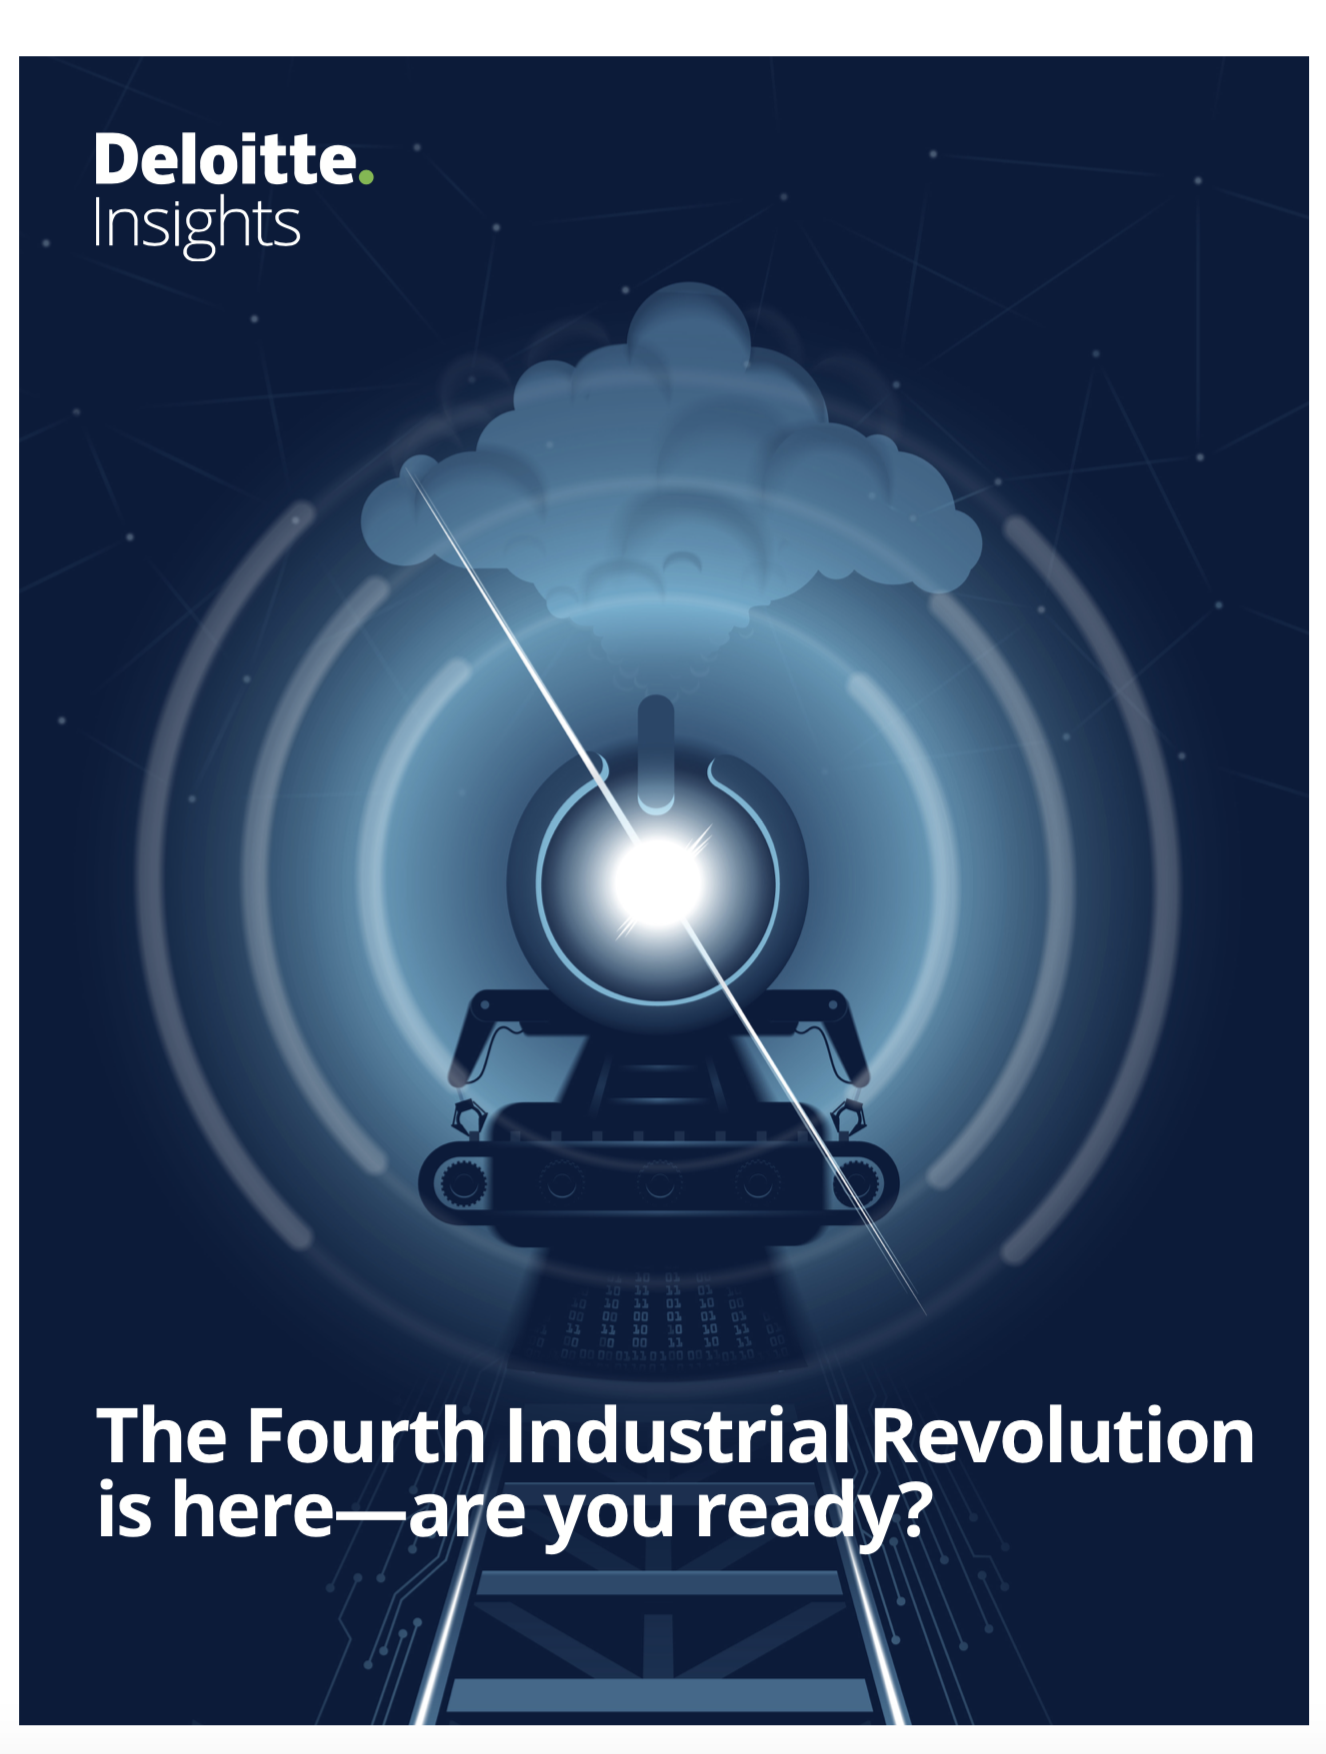 Deloitte.
Insights
The Fourth Industrial Revolution
is here—are you ready?